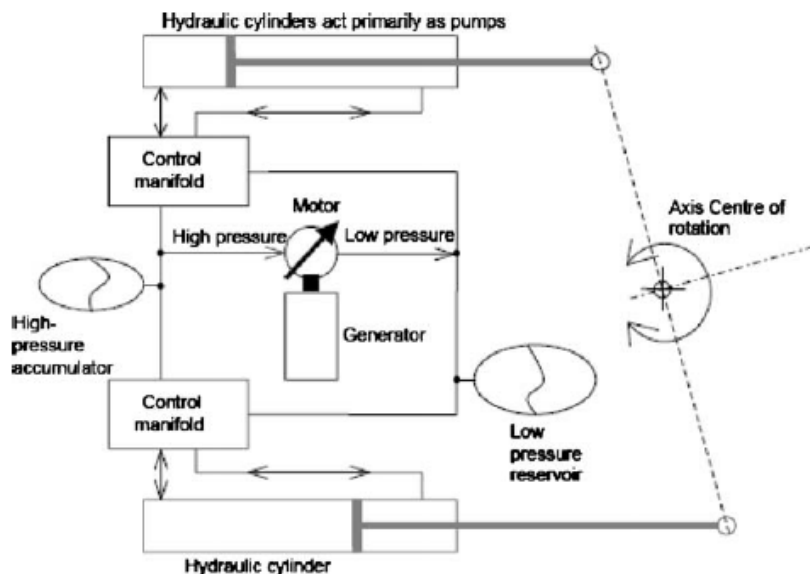 Hydraulic cylinders act primarily as pumps
Control
manifold
Motor
High pressure
Low pressure
Axis Centre of
rotation
High-
pressure
accumulator
Generator
Control
manifold
Low
pressure
reservoir
Hydraulic cylinder